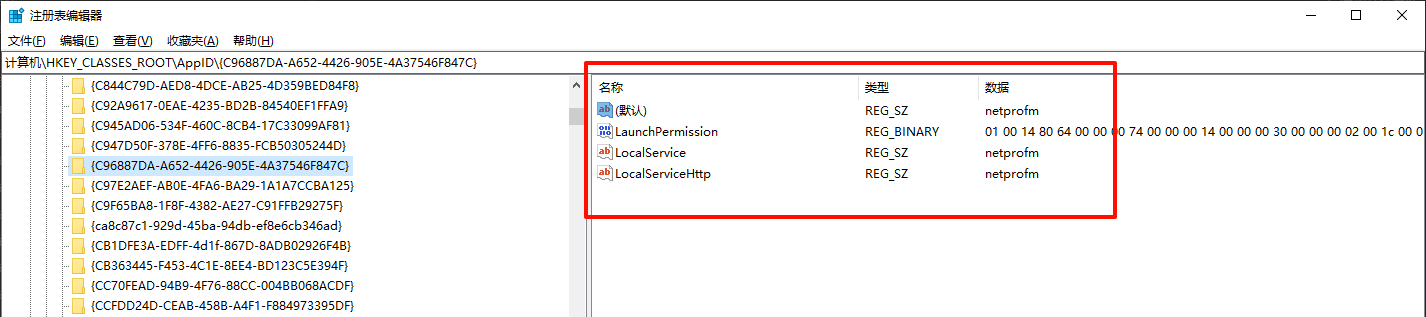 注册表编辑器
文件(F) 编辑(E) 查看(V) 收藏夹(A) 帮助(H)
计算机\HKEY_CLASSES_ROOT\AppID\{C96887DA-A652-4426-905E-4A37546F847C}
{C844C79D-AED8-4DCE-AB25-4D359BED84F8}
{C92A9617-0EAE-4235-BD2B-84540EF1FFA9}
{C945AD06-534F-460C-8CB4-17C33099AF81}
{C947D50F-378E-4FF6-8835-FCB50305244D}
{C96887DA-A652-4426-905E-4A37546F847C}
{C97E2AEF-AB0E-4FA6-BA29-1A1A7CCBA125}
{C9F65BA8-1F8F-4382-AE27-C91FFB29275F}
{ca8c87c1-929d-45ba-94db-ef8e6cb346ad}
{CB1DFE3A-EDFF-4d1f-867D-8ADB02926F4B}
{CB363445-F453-4C1E-8EE4-BD123C5E394F}
{CC70FEAD-94B9-4F76-88CC-004BB068ACDF}
{CCFDD24D-CEAB-458B-A4F1-F884973395DF}
名称 类型 数据
(默认) REG_SZ netprofm
LaunchPermission REG_BINARY 01 00 14 80 64 00 00 00 74 00 00 00 14 00 00 00 30 00 00 00 02 00 1c 00 0
LocalService REG_SZ netprofm
LocalServiceHttp REG_SZ netprofm